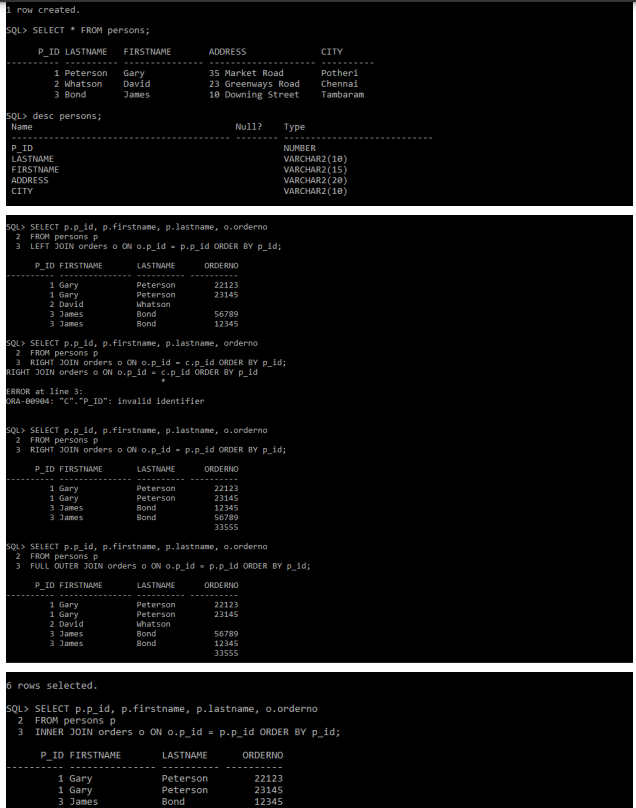 1 row created.
SQL> SELECT * FROM persons;
P_ID LASTNAME FIRSTNAME ADDRESS CITY
---------- ---------- --------------- -------------------- ----------
1 Peterson Gary 35 Market Road Potheri
2 Whatson David 23 Greenways Road Chennai
3 Bond James 10 Downing Street Tambaram
SQL> desc persons;
Name Null? Type
----------------------------------------- -------- ----------------------------
P_ID NUMBER
LASTNAME VARCHAR2(10)
FIRSTNAME VARCHAR2(15)
ADDRESS VARCHAR2(20)
CITY VARCHAR2(10)
SQL> SELECT p.p_id, p.firstname, p.lastname, o.orderno
2 FROM persons p
3 LEFT JOIN orders o ON o.p_id = p.p_id ORDER BY p_id;
P_ID FIRSTNAME LASTNAME ORDERNO
---------- --------------- ---------- ----------
1 Gary Peterson 22123
1 Gary Peterson 23145
2 David Whatson
3 James Bond 56789
3 James Bond 12345
SQL> SELECT p.p_id, p.firstname, p.lastname, orderno
2 FROM persons p
3 RIGHT JOIN orders o ON o.p_id = c.p_id ORDER BY p_id;
RIGHT JOIN orders o ON o.p_id = c.p_id ORDER BY p_id
*
ERROR at line 3:
ORA-00904: "C"."P_ID": invalid identifier
SQL> SELECT p.p_id, p.firstname, p.lastname, o.orderno
2 FROM persons p
3 RIGHT JOIN orders o ON o.p_id = p.p_id ORDER BY p_id;
P_ID FIRSTNAME LASTNAME ORDERNO
---------- --------------- ---------- ----------
1 Gary Peterson 22123
1 Gary Peterson 23145
3 James Bond 12345
3 James Bond 56789
33555
SQL> SELECT p.p_id, p.firstname, p.lastname, o.orderno
2 FROM persons p
3 FULL OUTER JOIN orders o ON o.p_id = p.p_id ORDER BY p_id;
P_ID FIRSTNAME LASTNAME ORDERNO
---------- --------------- ---------- ----------
1 Gary Peterson 22123
1 Gary Peterson 23145
2 David Whatson
3 James Bond 56789
3 James Bond 12345
33555
6 rows selected.
SQL> SELECT p.p_id, p.firstname, p.lastname, o.orderno
2 FROM persons p
3 INNER JOIN orders o ON o.p_id = p.p_id ORDER BY p_id;
P_ID FIRSTNAME LASTNAME ORDERNO
---------- --------------- ---------- ----------
1 Gary Peterson 22123
1 Gary Peterson 23145
3 James Bond 12345